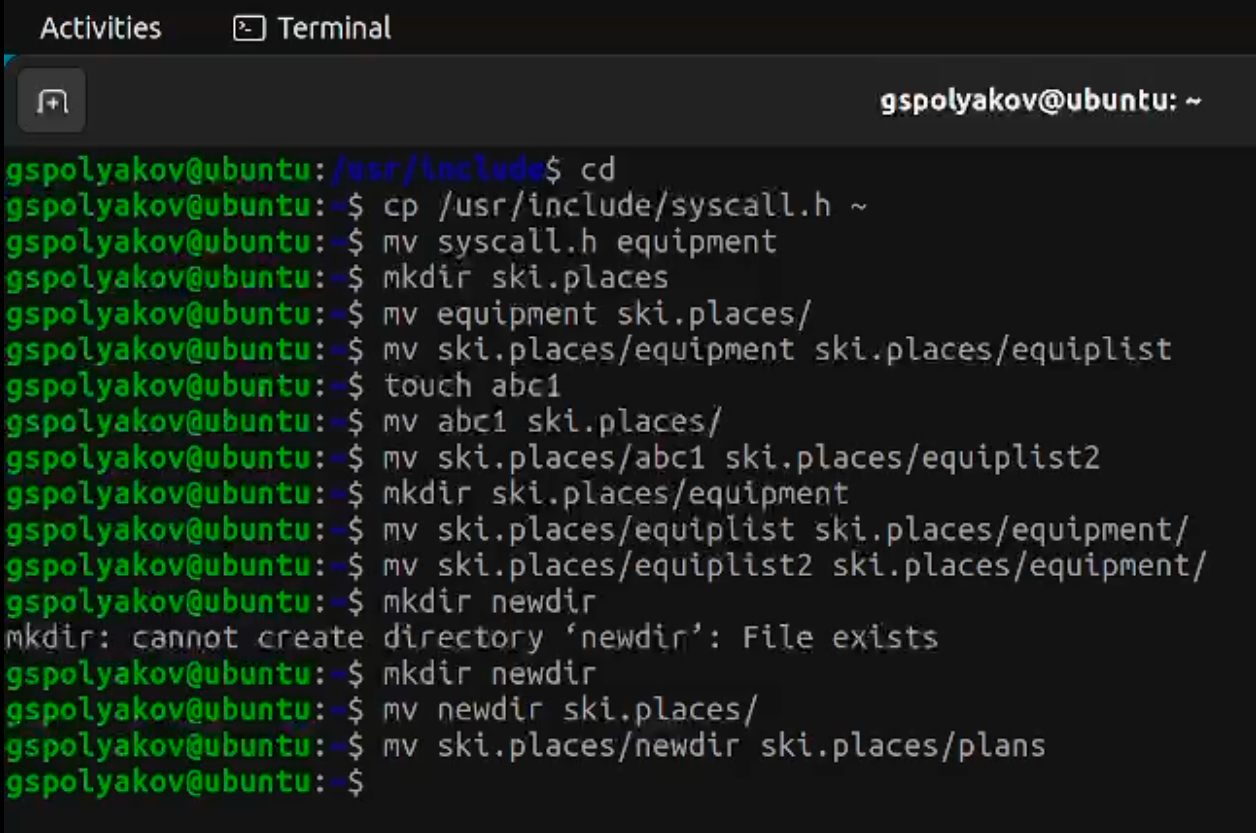 Activities Terminal
gspolyakov@ubuntu: ~
gspolyakov@ubuntu:/usr/include$ cd
gspolyakov@ubuntu:~$ cp /usr/include/syscall.h ~
gspolyakov@ubuntu:~$ mv syscall.h equipment
gspolyakov@ubuntu:~$ mkdir ski.places
gspolyakov@ubuntu:~$ mv equipment ski.places/
gspolyakov@ubuntu:~$ mv ski.places/equipment ski.places/equiplist
gspolyakov@ubuntu:~$ touch abc1
gspolyakov@ubuntu:~$ mv abc1 ski.places/
gspolyakov@ubuntu:~$ mv ski.places/abc1 ski.places/equiplist2
gspolyakov@ubuntu:~$ mkdir ski.places/equipment
gspolyakov@ubuntu:~$ mv ski.places/equiplist ski.places/equipment/
gspolyakov@ubuntu:~$ mv ski.places/equiplist2 ski.places/equipment/
gspolyakov@ubuntu:~$ mkdir newdir
mkdir: cannot create directory ‘newdir’: File exists
gspolyakov@ubuntu:~$ mkdir newdir
gspolyakov@ubuntu:~$ mv newdir ski.places/
gspolyakov@ubuntu:~$ mv ski.places/newdir ski.places/plans
gspolyakov@ubuntu:~$